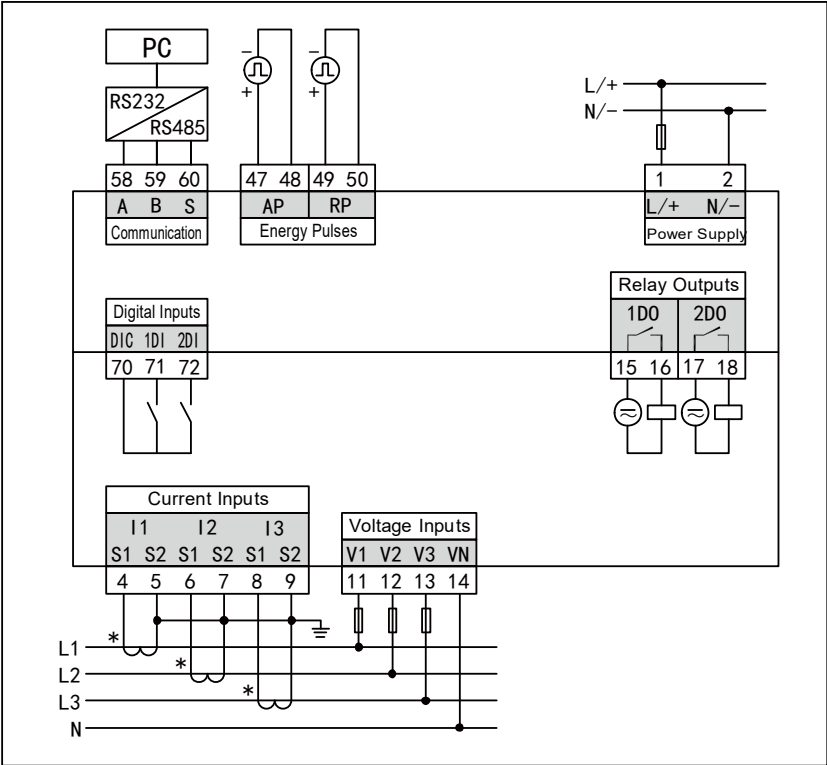 PC
RS232
RS485
58 59 60
A B S
Communication
−
+
−
+
47 48 49 50
AP RP
Energy Pulses
L/+
N/−
1 2
L/+ N/−
Power Supply
Digital Inputs
DIC 1DI 2DI
70 71 72
Relay Outputs
1DO 2DO
15 16 17 18
Current Inputs
I1 I2 I3
S1 S2 S1 S2 S1 S2
4 5 6 7 8 9
Voltage Inputs
V1 V2 V3 VN
11 12 13 14
*
L1
*
L2
*
L3
N